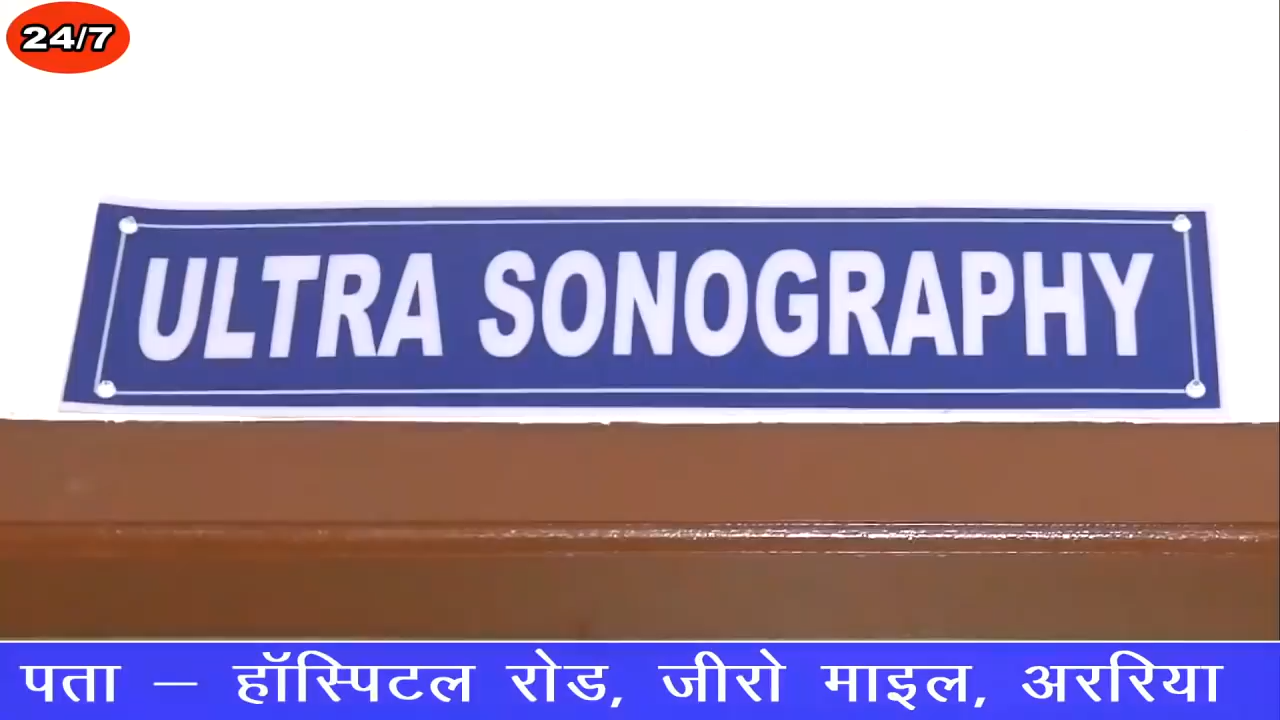 24/7
ULTRA SONOGRAPHY
पता – हॉस्पिटल रोड, जीरो माइल, अररिया